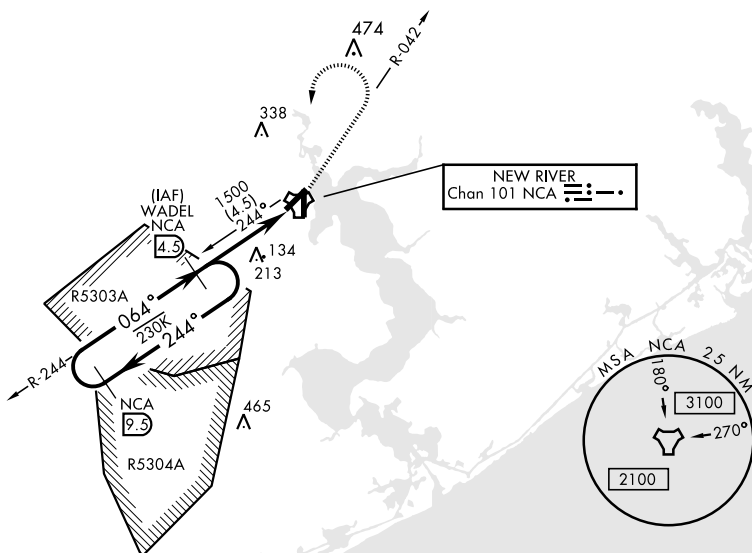 474
R-042
338
NEW RIVER
Chan 101 NCA
1500
(4.5)
244°
(IAF)
WADEL
NCA
4.5
134
213
R5303A
064°
230K
244°
R-244
NCA
9.5
465
R5304A
MSA NCA 25 NM
180°
3100
270°
2100